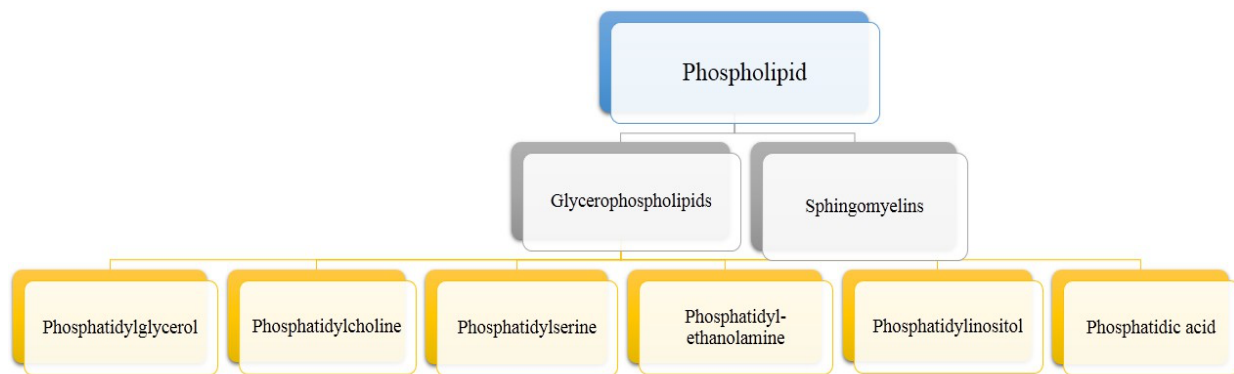 Phospholipid
Glycerophospholipids
Sphingomyelins
Phosphatidylglycerol
Phosphatidylcholine
Phosphatidylserine
Phosphatidyl-
ethanolamine
Phosphatidylinositol
Phosphatidic acid